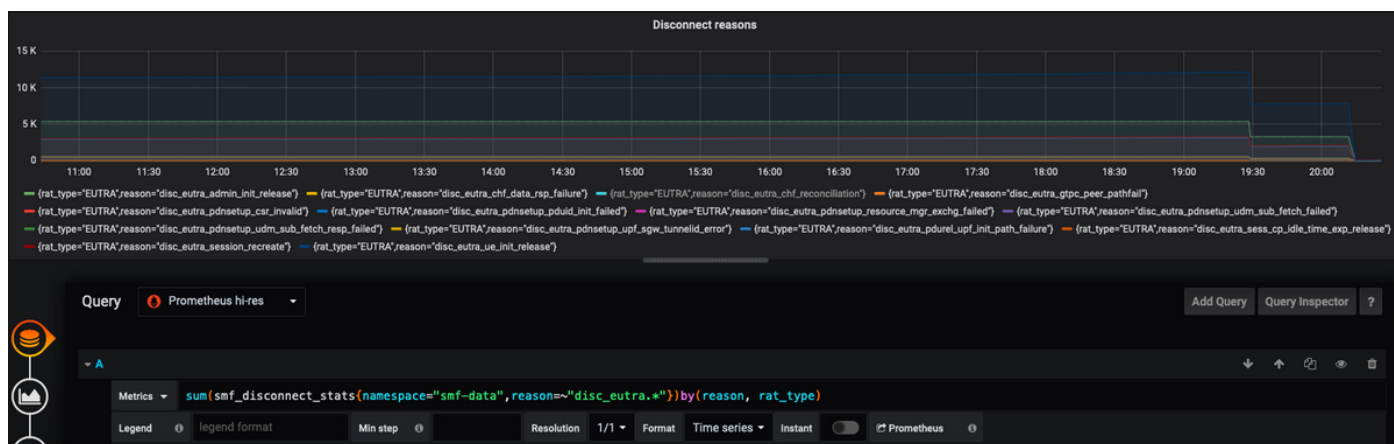 Disconnect reasons
15 K
10 K
5 K
0
11:00 11:30 12:00 12:30 13:00 13:30 14:00 14:30 15:00 15:30 16:00 16:30 17:00 17:30 18:00 18:30 19:00 19:30 20:00
{rat_type="EUTRA",reason="disc_eutra_admin_init_release"} {rat_type="EUTRA",reason="disc_eutra_chf_data_rsp_failure"} {rat_type="EUTRA",reason="disc_eutra_chf_reconciliation"} {rat_type="EUTRA",reason="disc_eutra_gtpc_peer_pathfail"}
{rat_type="EUTRA",reason="disc_eutra_pdnsetup_csr_invalid"} {rat_type="EUTRA",reason="disc_eutra_pdnsetup_pduid_init_failed"} {rat_type="EUTRA",reason="disc_eutra_pdnsetup_resource_mgr_exchg_failed"} {rat_type="EUTRA",reason="disc_eutra_pdnsetup_udm_sub_fetch_failed"}
{rat_type="EUTRA",reason="disc_eutra_pdnsetup_udm_sub_fetch_resp_failed"} {rat_type="EUTRA",reason="disc_eutra_pdnsetup_upf_sgw_tunnelid_error"} {rat_type="EUTRA",reason="disc_eutra_pdurel_upf_init_path_failure"} {rat_type="EUTRA",reason="disc_eutra_sess_cp_idle_time_exp_release"}
{rat_type="EUTRA",reason="disc_eutra_session_recreate"} {rat_type="EUTRA",reason="disc_eutra_ue_init_release"}
Query Prometheus hi-res Add Query Query Inspector ?
A
Metrics sum(smf_disconnect_stats{namespace="smf-data",reason=~"disc_eutra.*"})by(reason, rat_type)
Legend legend format Min step Resolution 1/1 Format Time series Instant Prometheus